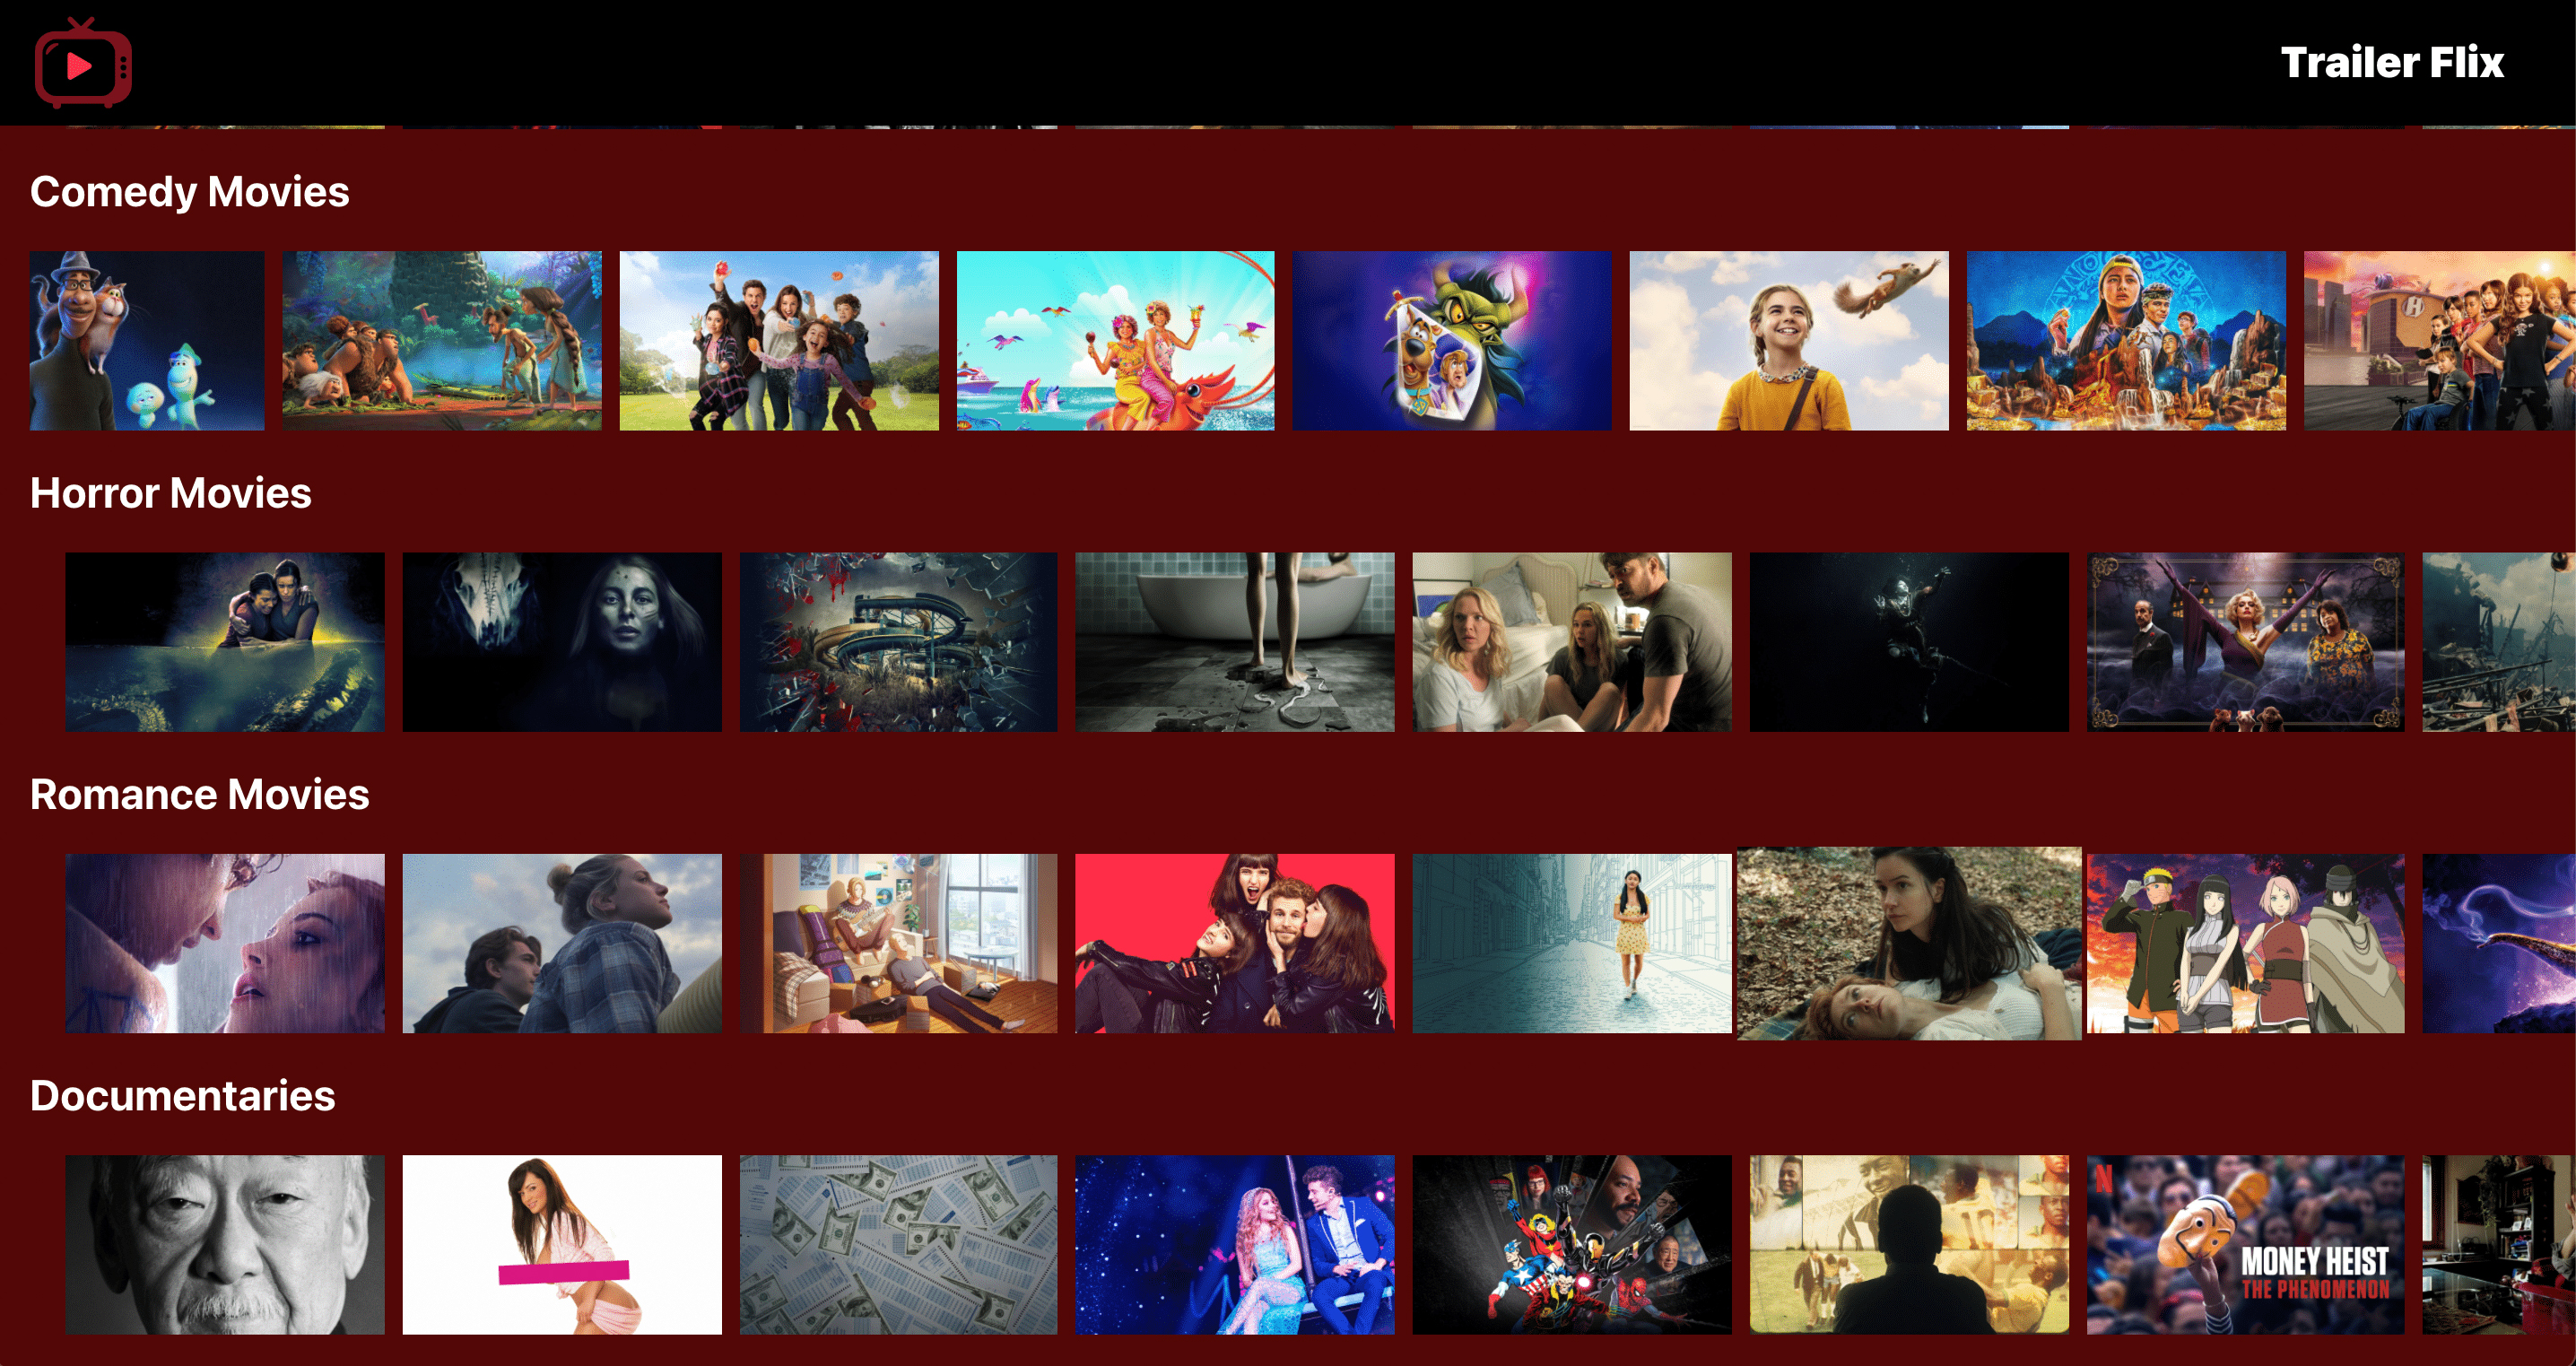 Trailer Flix
Comedy Movies
Horror Movies
Romance Movies
Documentaries
N
MONEY HEIST
THE PHENOMENON